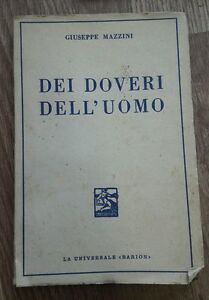 GIUSEPPE MAZZINI
DEI DOVERI
DELL'UOMO
LA UNIVERSALE «BARION»